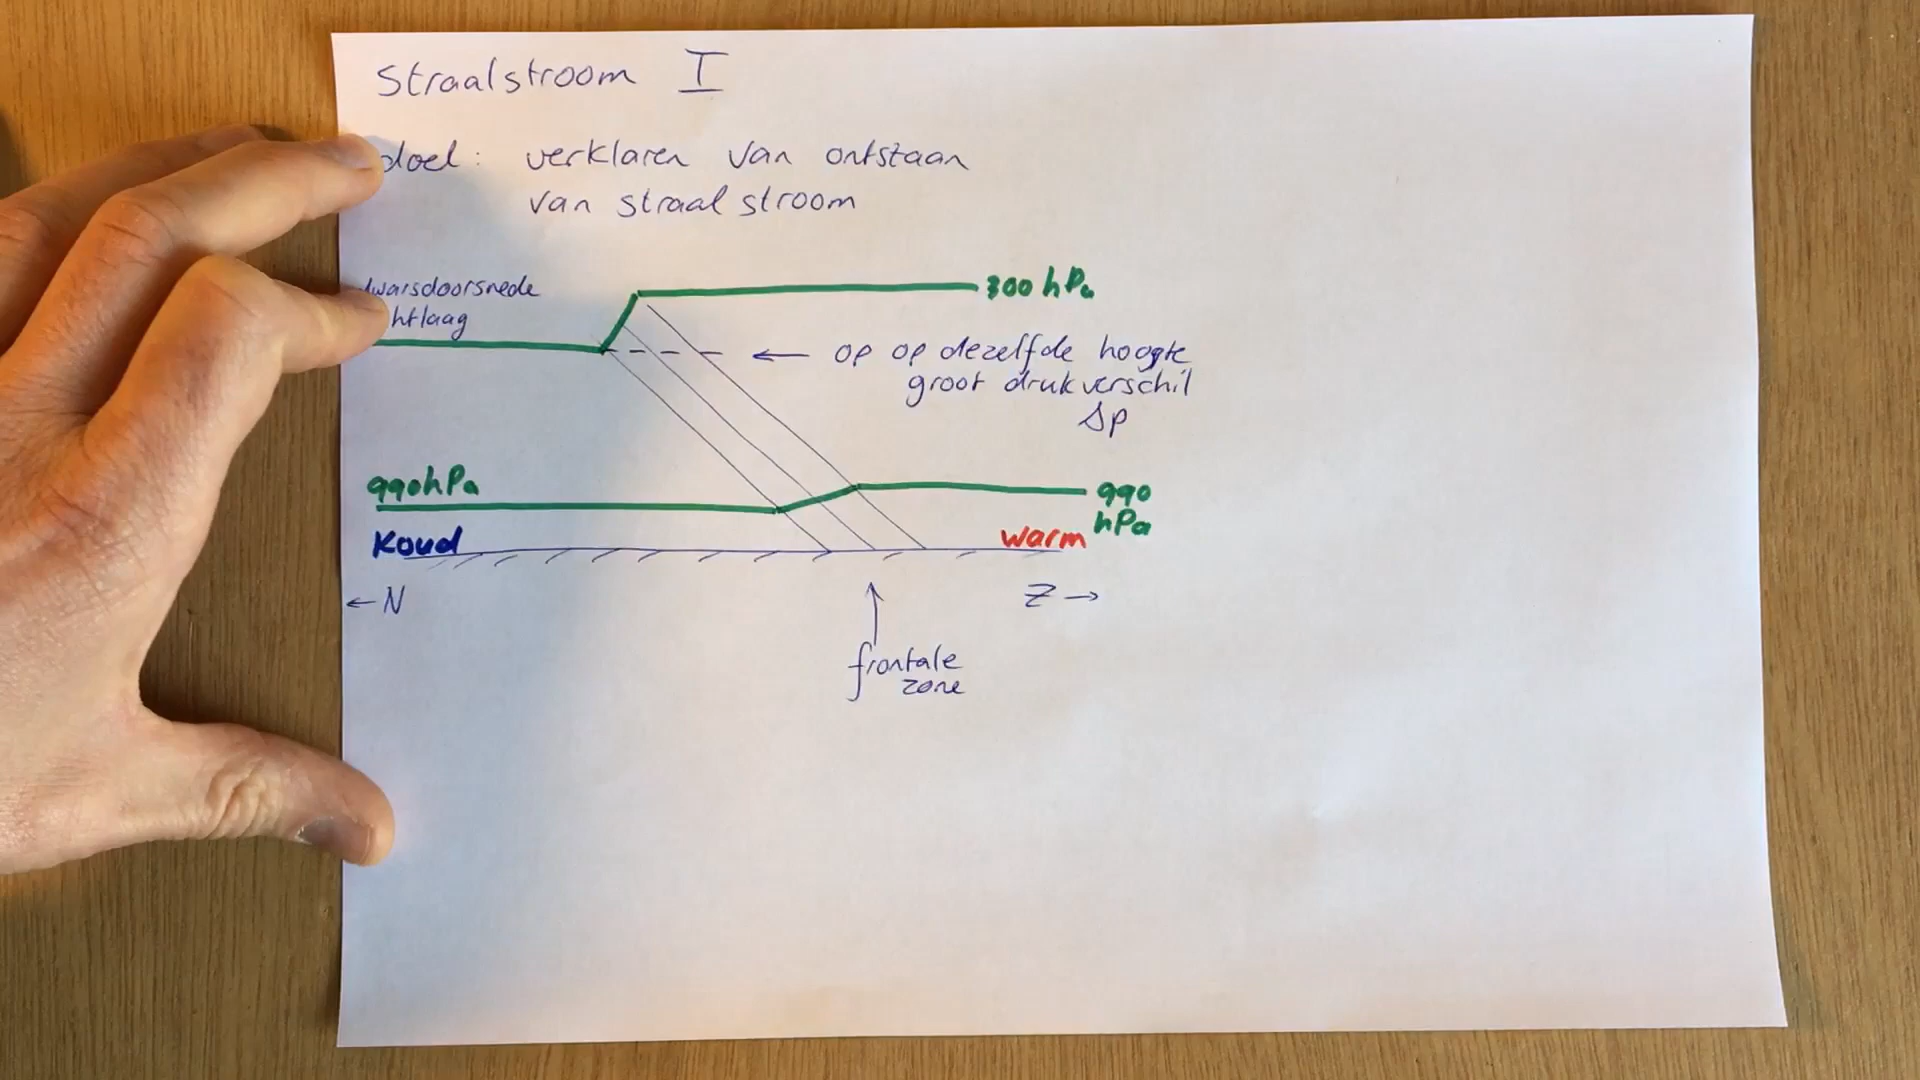 Straalstroom I
doel: verklaren van ontstaan
van straalstroom
dwarsdoorsnede
300 hPa
op op dezelfde hoogte
groot drukverschil
Δp
990hPa
990
hPa
Koud
warm
← N
Z →
frontale
zone